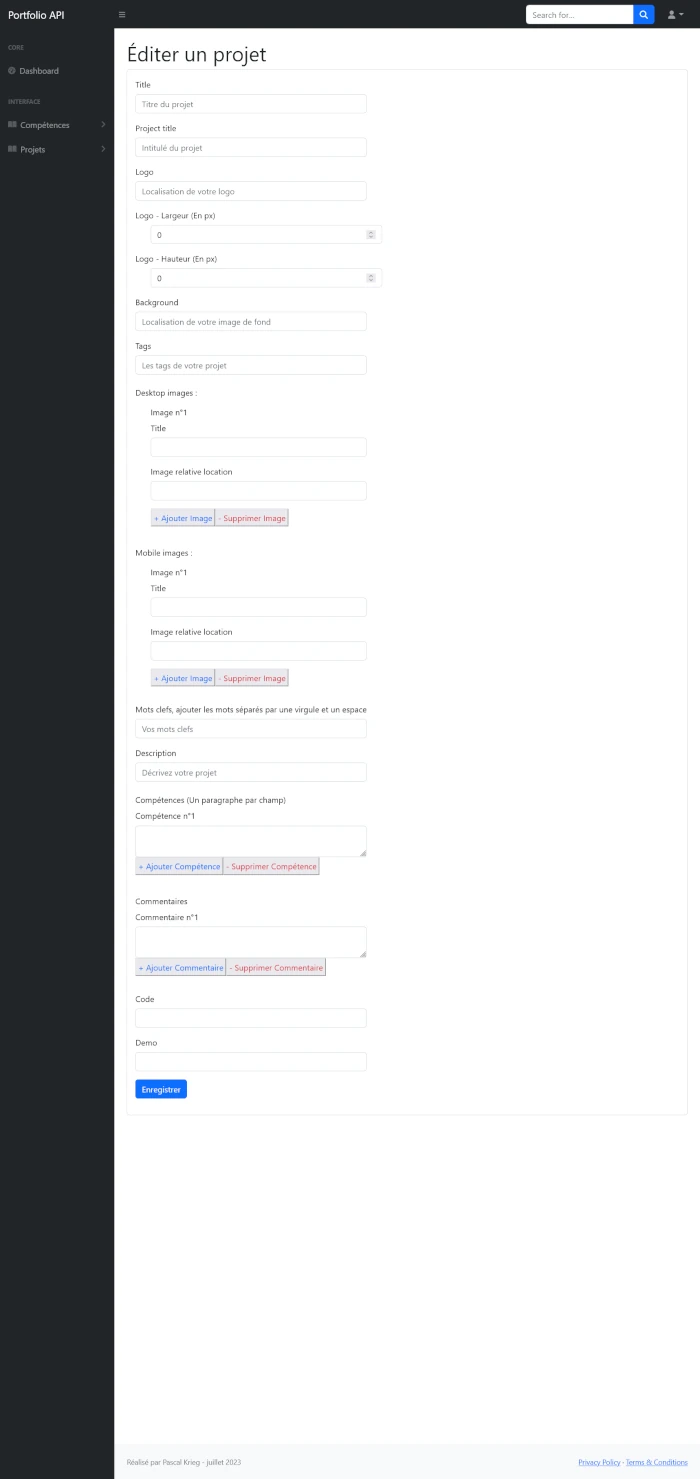 Portfolio API
Search for...
CORE
Dashboard
INTERFACE
Compétences
Projets
Éditer un projet
Title
Titre du projet
Project title
Intitulé du projet
Logo
Localisation de votre logo
Logo - Largeur (En px)
0
Logo - Hauteur (En px)
0
Background
Localisation de votre image de fond
Tags
Les tags de votre projet
Desktop images :
Image n°1
Title
Image relative location
+ Ajouter Image - Supprimer Image
Mobile images :
Image n°1
Title
Image relative location
+ Ajouter Image - Supprimer Image
Mots clefs, ajouter les mots séparés par une virgule et un espace
Vos mots clefs
Description
Décrivez votre projet
Compétences (Un paragraphe par champ)
Compétence n°1
+ Ajouter Compétence - Supprimer Compétence
Commentaires
Commentaire n°1
+ Ajouter Commentaire - Supprimer Commentaire
Code
Demo
Enregistrer
Réalisé par Pascal Krieg - juillet 2023
Privacy Policy · Terms & Conditions